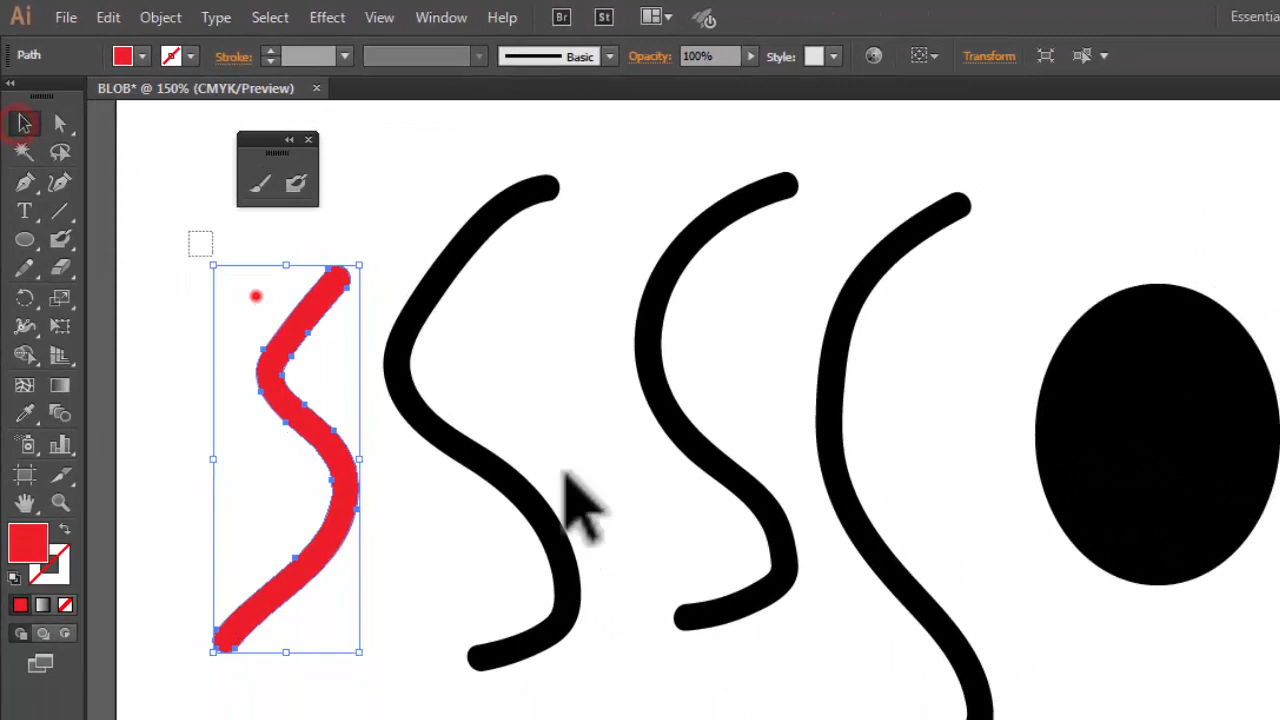 Ai File Edit Object Type Select Effect View Window Help Br St Essentia
Path Stroke: Basic Opacity: 100% Style: Transform
BLOB* @ 150% (CMYK/Preview) ×
T